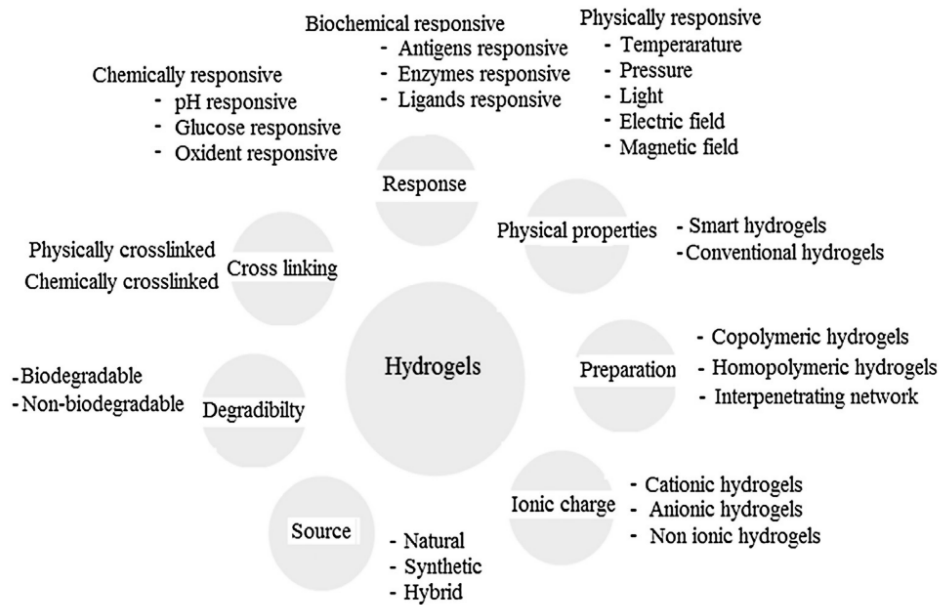 Biochemical responsive
- Antigens responsive
- Enzymes responsive
- Ligands responsive
Physically responsive
- Temperarature
- Pressure
- Light
- Electric field
- Magnetic field
Chemically responsive
- pH responsive
- Glucose responsive
- Oxident responsive
Response
Physical properties
- Smart hydrogels
-Conventional hydrogels
Physically crosslinked
Chemically crosslinked
Cross linking
Hydrogels
Preparation
- Copolymeric hydrogels
- Homopolymeric hydrogels
- Interpenetrating network
-Biodegradable
-Non-biodegradable
Degradibilty
Ionic charge
- Cationic hydrogels
- Anionic hydrogels
- Non ionic hydrogels
Source
- Natural
- Synthetic
- Hybrid